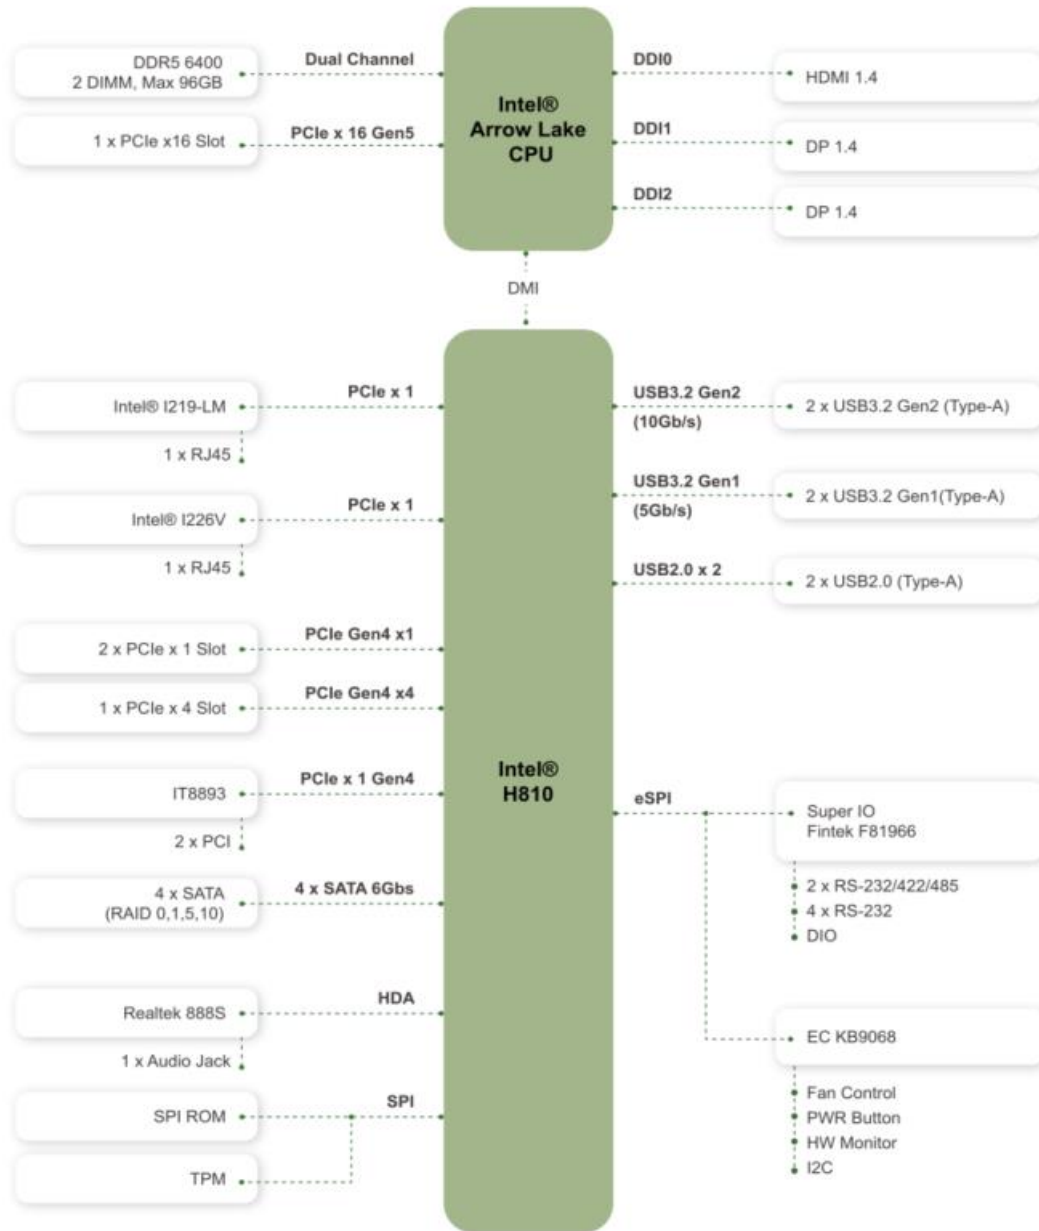 DDR5 6400
2 DIMM, Max 96GB
Dual Channel
1 x PCIe x16 Slot
PCIe x 16 Gen5
Intel®
Arrow Lake
CPU
DDI0
HDMI 1.4
DDI1
DP 1.4
DDI2
DP 1.4
DMI
Intel® I219-LM
PCIe x 1
1 x RJ45
Intel® I226V
PCIe x 1
1 x RJ45
2 x PCIe x 1 Slot
PCIe Gen4 x1
1 x PCIe x 4 Slot
PCIe Gen4 x4
IT8893
PCIe x 1 Gen4
2 x PCI
4 x SATA
(RAID 0,1,5,10)
4 x SATA 6Gbs
Realtek 888S
HDA
1 x Audio Jack
SPI ROM
SPI
TPM
Intel®
H810
USB3.2 Gen2
(10Gb/s)
2 x USB3.2 Gen2 (Type-A)
USB3.2 Gen1
(5Gb/s)
2 x USB3.2 Gen1(Type-A)
USB2.0 x 2
2 x USB2.0 (Type-A)
eSPI
Super IO
Fintek F81966
2 x RS-232/422/485
4 x RS-232
DIO
EC KB9068
Fan Control
PWR Button
HW Monitor
I2C